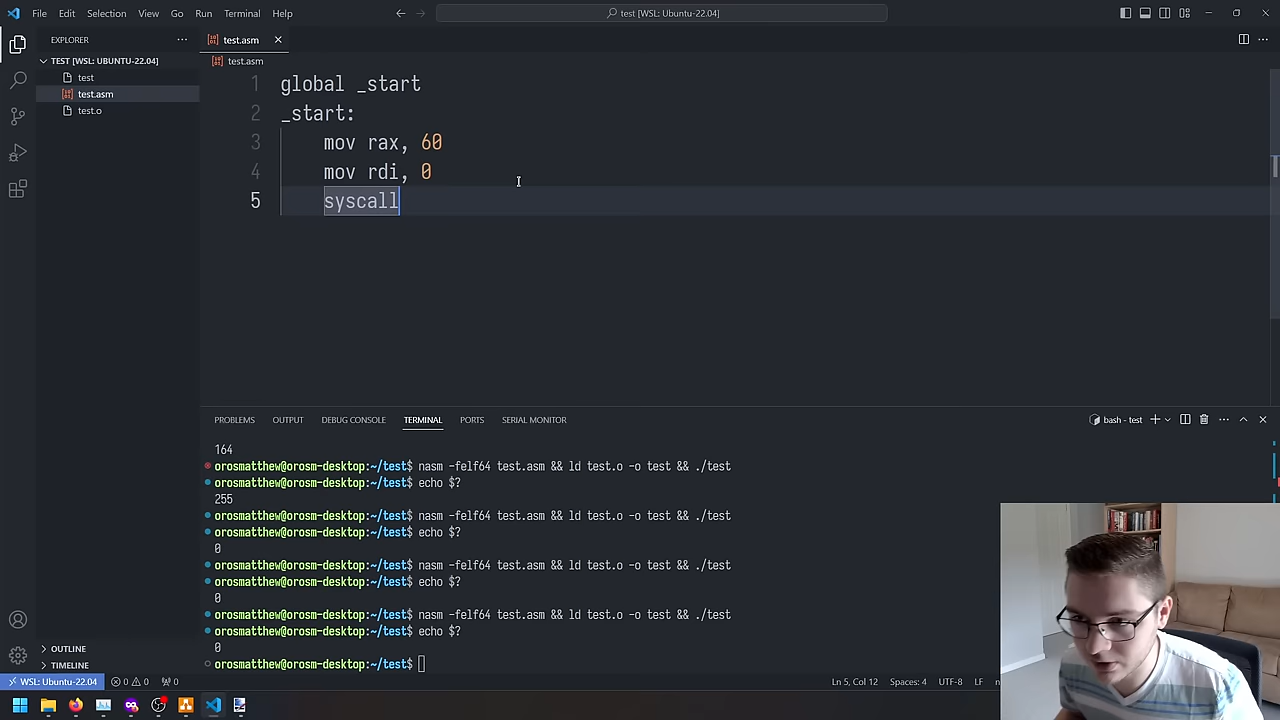 File Edit Selection View Go Run Terminal Help
test [WSL: Ubuntu-22.04]
EXPLORER
TEST [WSL: UBUNTU-22.04]
test
test.asm
test.o
OUTLINE
TIMELINE
test.asm
test.asm
1 global _start
2 _start:
3 mov rax, 60
4 mov rdi, 0
5 syscall
PROBLEMS OUTPUT DEBUG CONSOLE TERMINAL PORTS SERIAL MONITOR
bash - test
164
orosmatthew@orosm-desktop:~/test$ nasm -felf64 test.asm && ld test.o -o test && ./test
orosmatthew@orosm-desktop:~/test$ echo $?
255
orosmatthew@orosm-desktop:~/test$ nasm -felf64 test.asm && ld test.o -o test && ./test
orosmatthew@orosm-desktop:~/test$ echo $?
0
orosmatthew@orosm-desktop:~/test$ nasm -felf64 test.asm && ld test.o -o test && ./test
orosmatthew@orosm-desktop:~/test$ echo $?
0
orosmatthew@orosm-desktop:~/test$ nasm -felf64 test.asm && ld test.o -o test && ./test
orosmatthew@orosm-desktop:~/test$ echo $?
0
orosmatthew@orosm-desktop:~/test$
WSL: Ubuntu-22.04 0 0 0 Ln 5, Col 12 Spaces: 4 UTF-8 LF